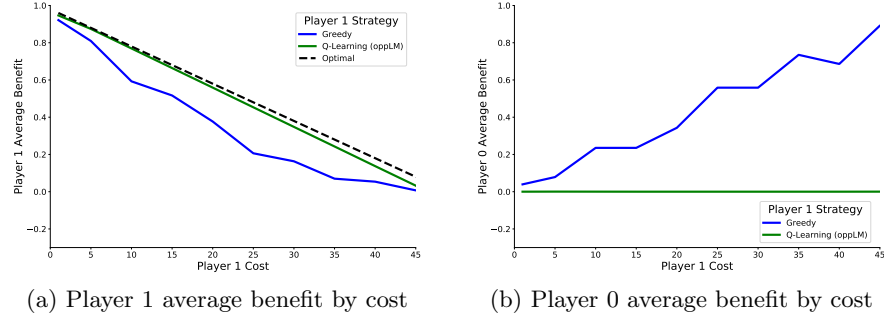 Player 1 Average Benefit
1.0
0.8
0.6
0.4
0.2
0.0
−0.2
0
5
10
15
20
25
30
35
40
45
Player 1 Cost
Player 1 Strategy
Greedy
Q-Learning (oppLM)
Optimal
(a) Player 1 average benefit by cost
Player 0 Average Benefit
1.0
0.8
0.6
0.4
0.2
0.0
−0.2
0
5
10
15
20
25
30
35
40
45
Player 1 Cost
Player 1 Strategy
Greedy
Q-Learning (oppLM)
(b) Player 0 average benefit by cost